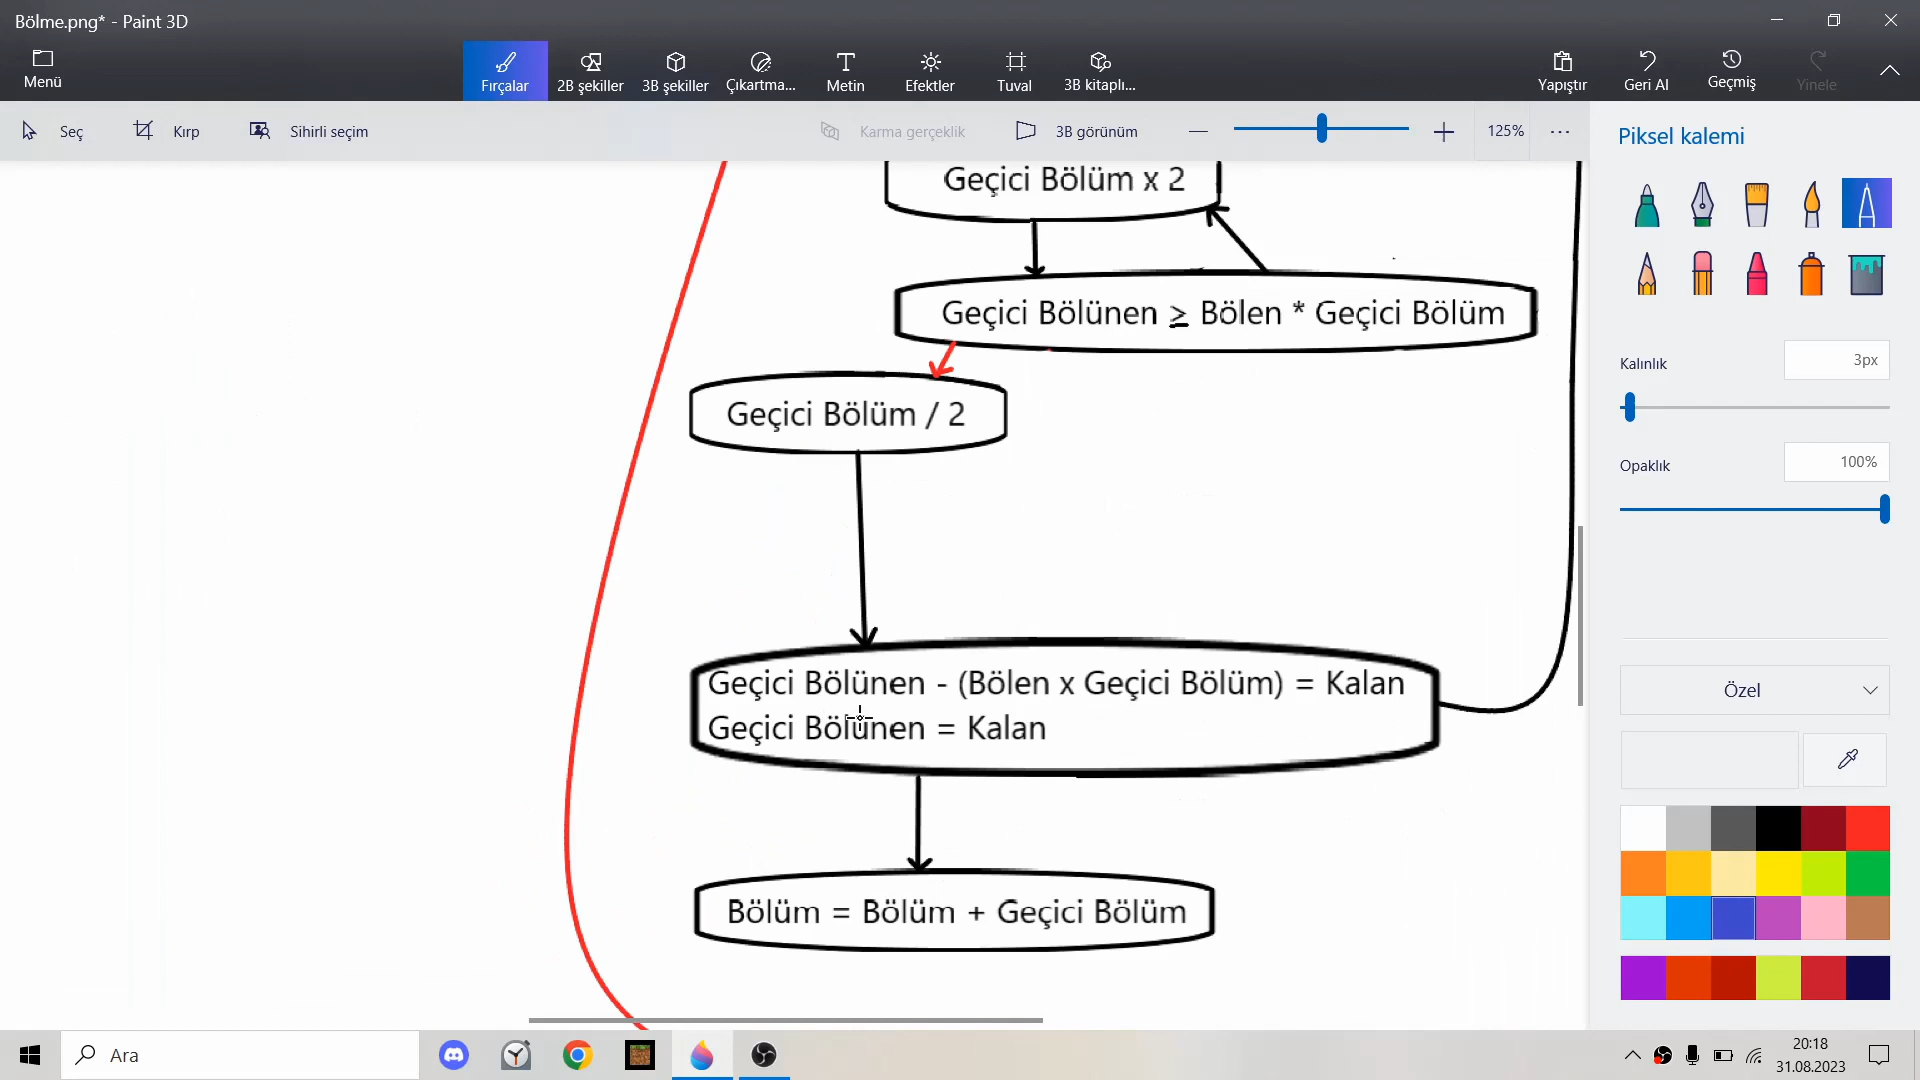 Bölme.png* - Paint 3D
Menü
Fırçalar
2B şekiller
3B şekiller
Çıkartma...
Metin
Efektler
Tuval
3B kitaplı...
Yapıştır
Geri Al
Geçmiş
Yinele
Seç
Kırp
Sihirli seçim
Karma gerçeklik
3B görünüm
125%
Piksel kalemi
Geçici Bölüm x 2
Geçici Bölünen ≥ Bölen * Geçici Bölüm
Geçici Bölüm / 2
Geçici Bölünen - (Bölen x Geçici Bölüm) = Kalan
Geçici Bölünen = Kalan
Bölüm = Bölüm + Geçici Bölüm
Kalınlık
3px
Opaklık
100%
Özel
Ara
20:18
31.08.2023